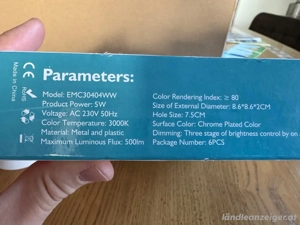 CE
Made in China
Parameters:
Model: EMC30404WW
Product Power: 5W
Voltage: AC 230V 50Hz
Color Temperature: 3000K
Material: Metal and plastic
Maximum Luminous Flux: 500lm
Color Rendering Index: ≥ 80
Size of External Diameter: 8.6*8.6*2CM
Hole Size: 7.5CM
Surface Color: Chrome Plated Color
Dimming: Three stage of brightness control by on
Package Number: 6PCS
ländleanzeiger.at